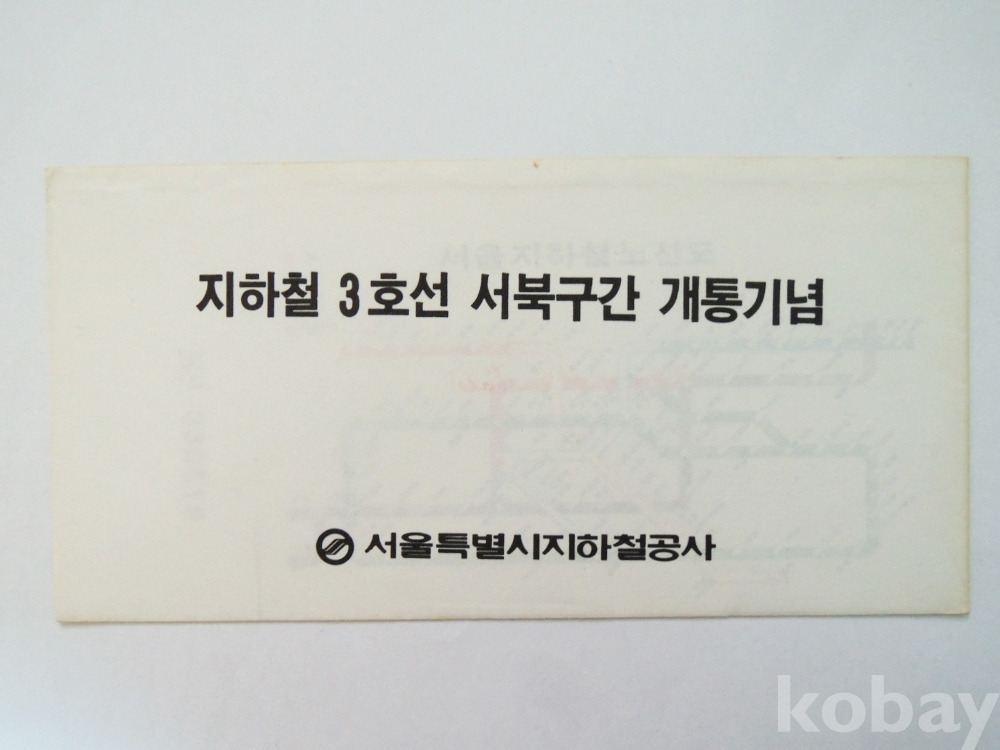 지하철 3호선 서북구간 개통기념
서울특별시지하철공사
kobay